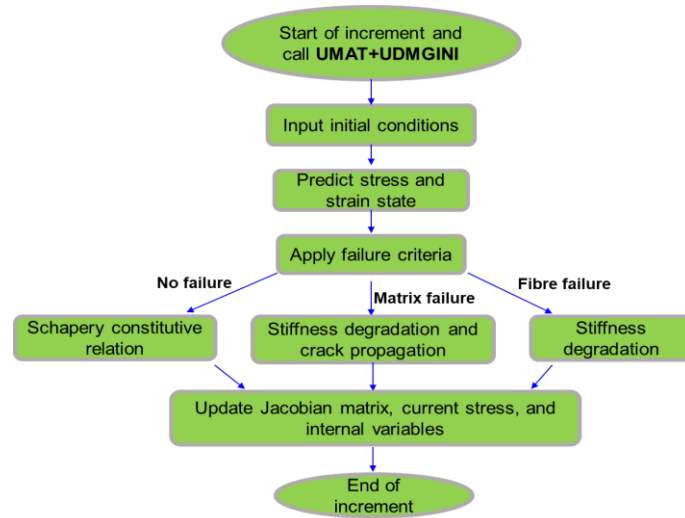 Start of increment and
call UMAT+UDMGINI
Input initial conditions
Predict stress and
strain state
Apply failure criteria
No failure
Matrix failure
Fibre failure
Schapery constitutive
relation
Stiffness degradation and
crack propagation
Stiffness
degradation
Update Jacobian matrix, current stress, and
internal variables
End of
increment